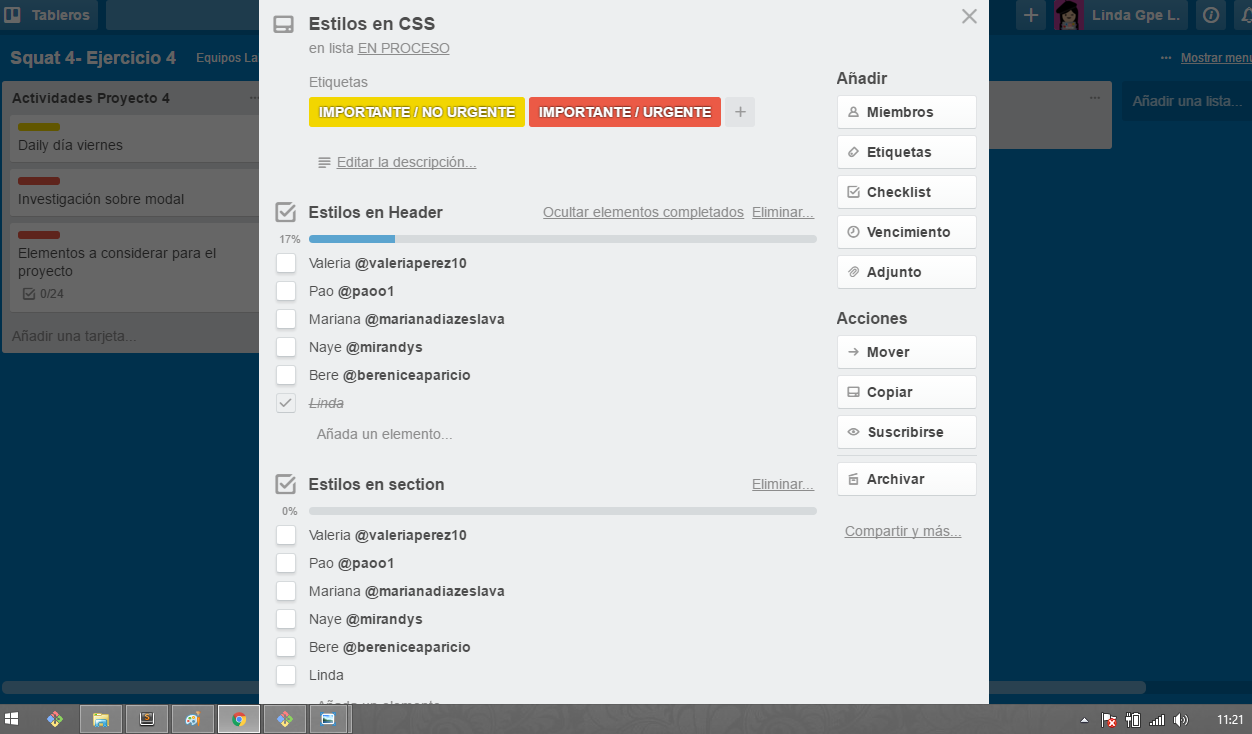 Tableros
Linda Gpe L.
Squat 4- Ejercicio 4
Equipos La
... Mostrar menú
Actividades Proyecto 4 ...
Daily día viernes
Investigación sobre modal
Elementos a considerar para el
proyecto
0/24
Añadir una tarjeta...
Estilos en CSS
en lista EN PROCESO
Etiquetas
IMPORTANTE / NO URGENTE IMPORTANTE / URGENTE +
Editar la descripción...
Estilos en Header Ocultar elementos completados Eliminar...
17%
Valeria @valeriaperez10
Pao @paoo1
Mariana @marianadiazeslava
Naye @mirandys
Bere @bereniceaparicio
Linda
Añada un elemento...
Estilos en section Eliminar...
0%
Valeria @valeriaperez10
Pao @paoo1
Mariana @marianadiazeslava
Naye @mirandys
Bere @bereniceaparicio
Linda
Añada un elemento...
Añadir
Miembros
Etiquetas
Checklist
Vencimiento
Adjunto
Acciones
Mover
Copiar
Suscribirse
Archivar
Compartir y más...
...
Añadir una lista...
11:21